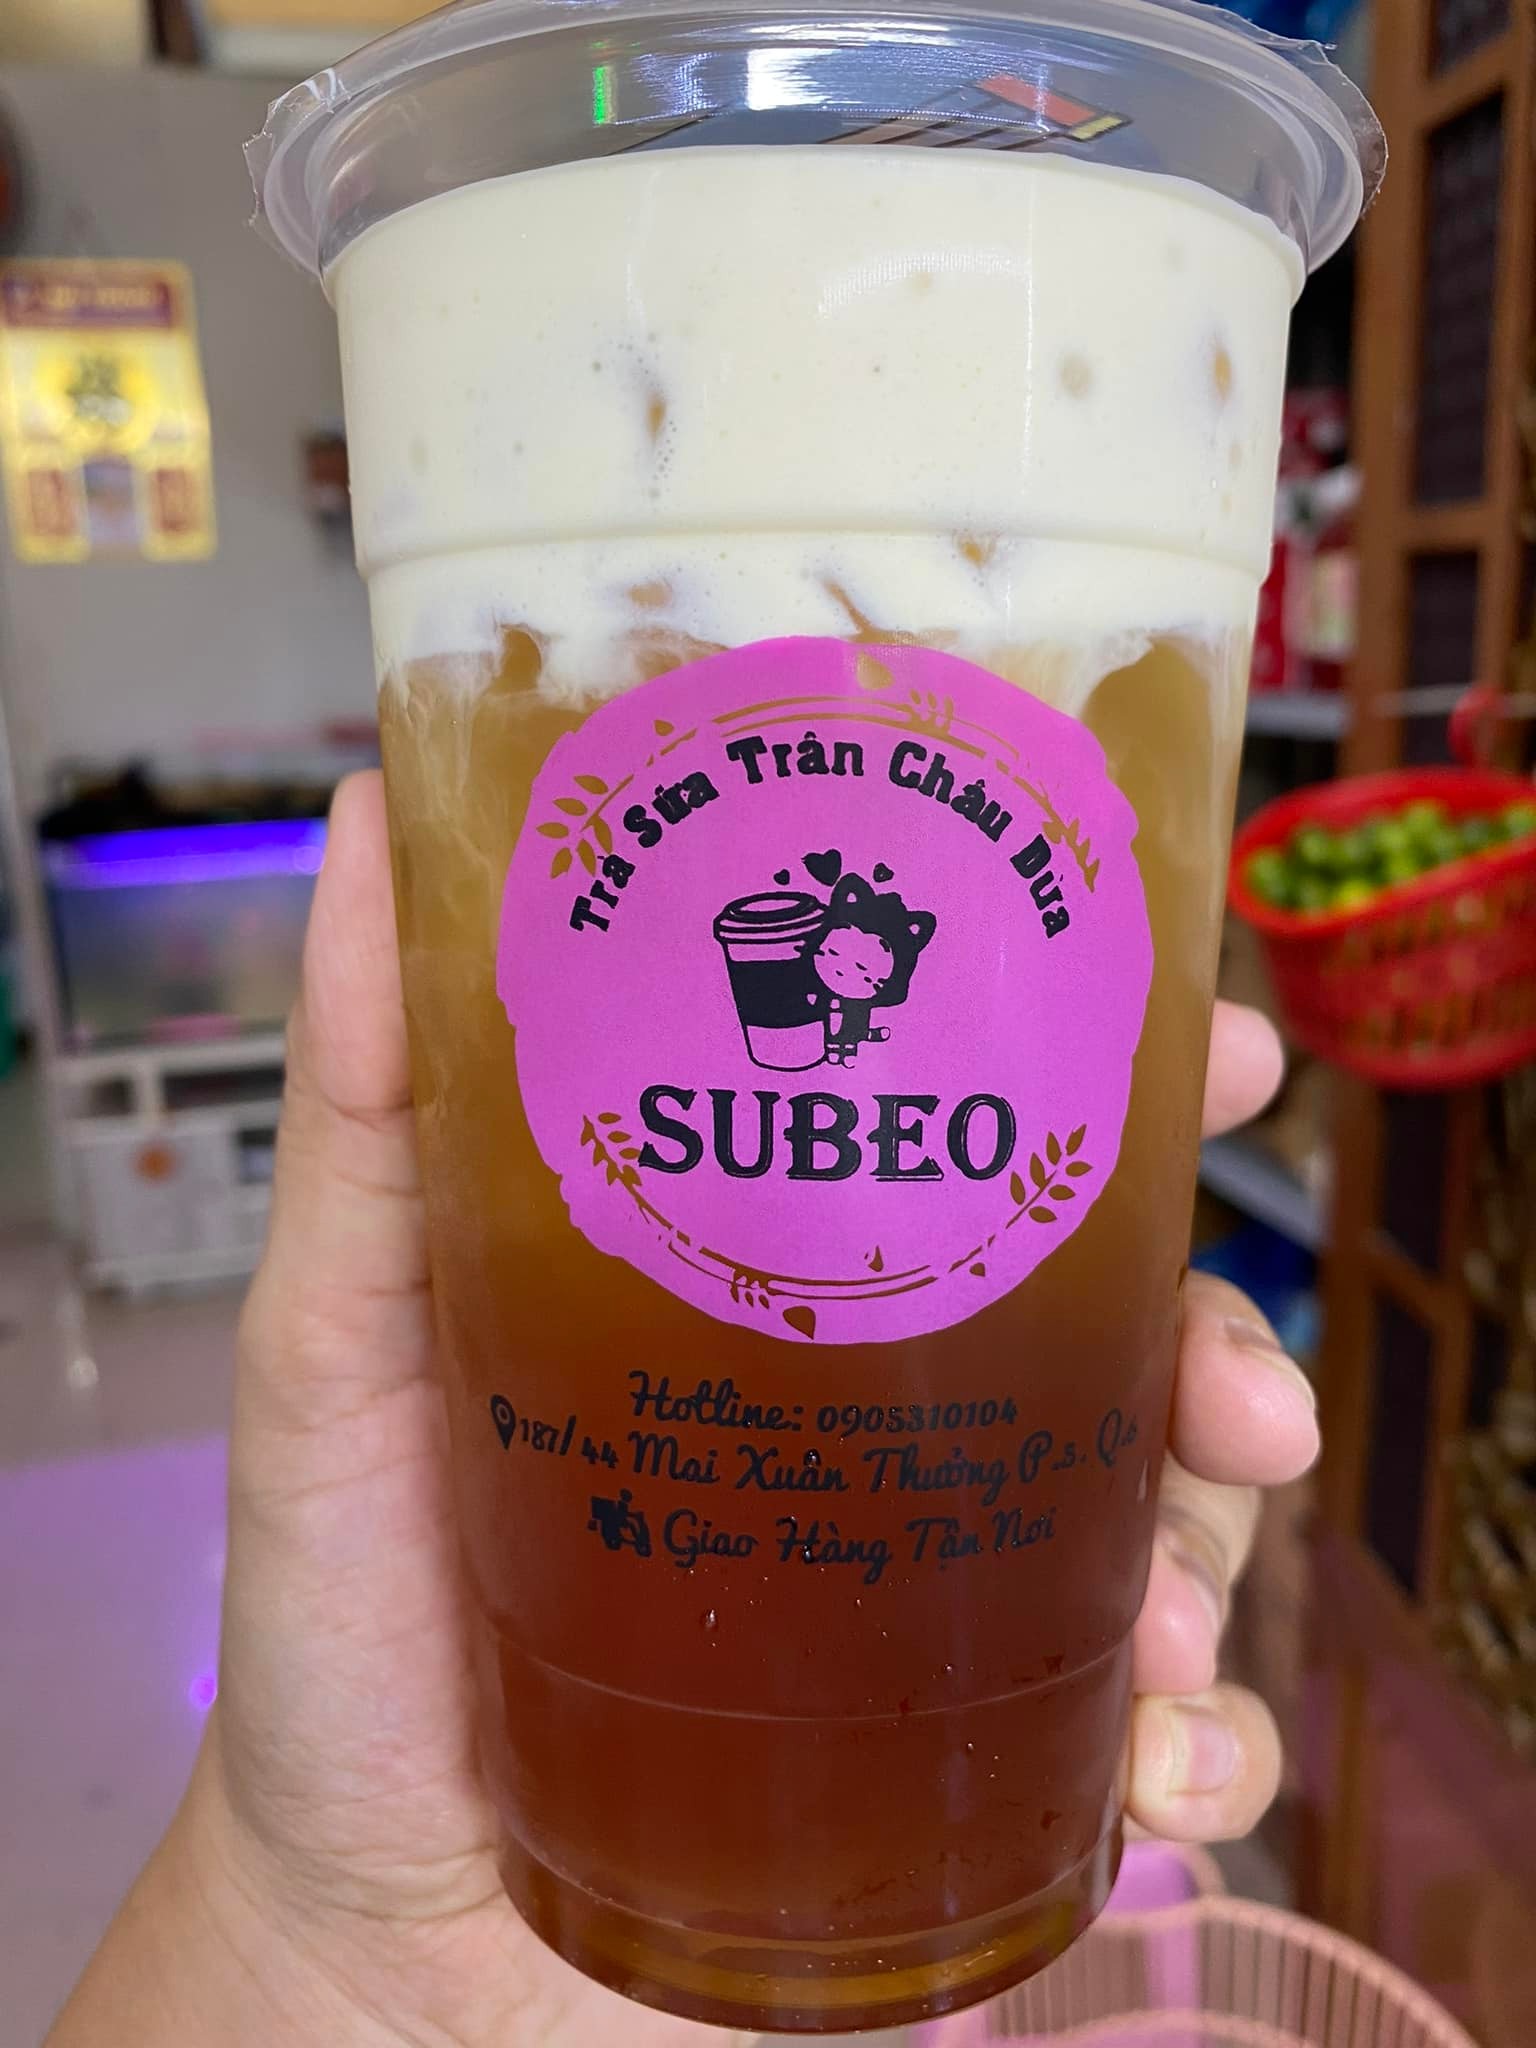 Trà Sữa Trân Châu Dừa
SUBEO
Hotline: 0905310104
187/44 Mai Xuân Thưởng P.5. Q.6
Giao Hàng Tận Nơi